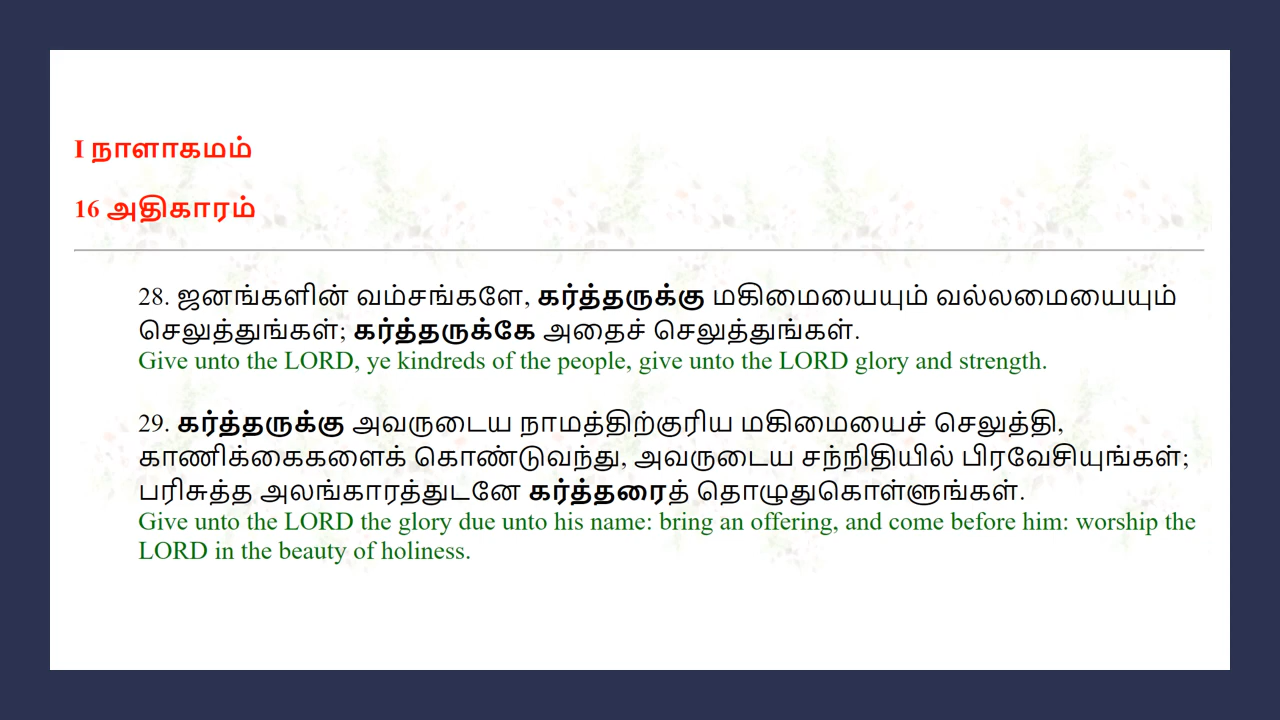 I நாளாகமம்
16 அதிகாரம்
28. ஜனங்களின் வம்சங்களே, கர்த்தருக்கு மகிமையையும் வல்லமையையும்
செலுத்துங்கள்; கர்த்தருக்கே அதைச் செலுத்துங்கள்.
Give unto the LORD, ye kindreds of the people, give unto the LORD glory and strength.
29. கர்த்தருக்கு அவருடைய நாமத்திற்குரிய மகிமையைச் செலுத்தி,
காணிக்கைகளைக் கொண்டுவந்து, அவருடைய சந்நிதியில் பிரவேசியுங்கள்;
பரிசுத்த அலங்காரத்துடனே கர்த்தரைத் தொழுதுகொள்ளுங்கள்.
Give unto the LORD the glory due unto his name: bring an offering, and come before him: worship the
LORD in the beauty of holiness.